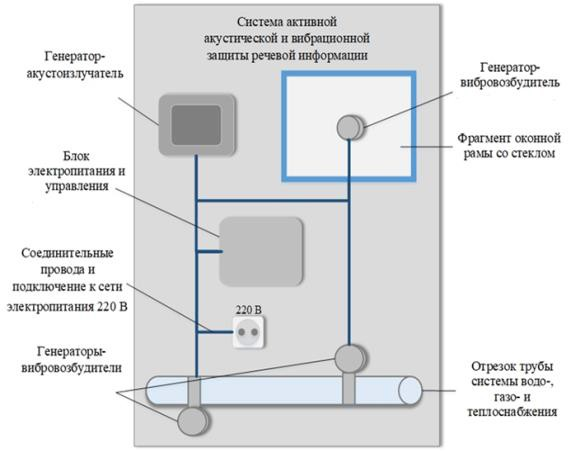 Система активной
акустической и вибрационной
защиты речевой информации
Генератор-
акустоизлучатель
Генератор-
вибровозбудитель
Фрагмент оконной
рамы со стеклом
Блок
электропитания и
управления
Соединительные
провода и
подключение к сети
электропитания 220 В
220 В
Генераторы-
вибровозбудители
Отрезок трубы
системы водо-,
газо- и
теплоснабжения